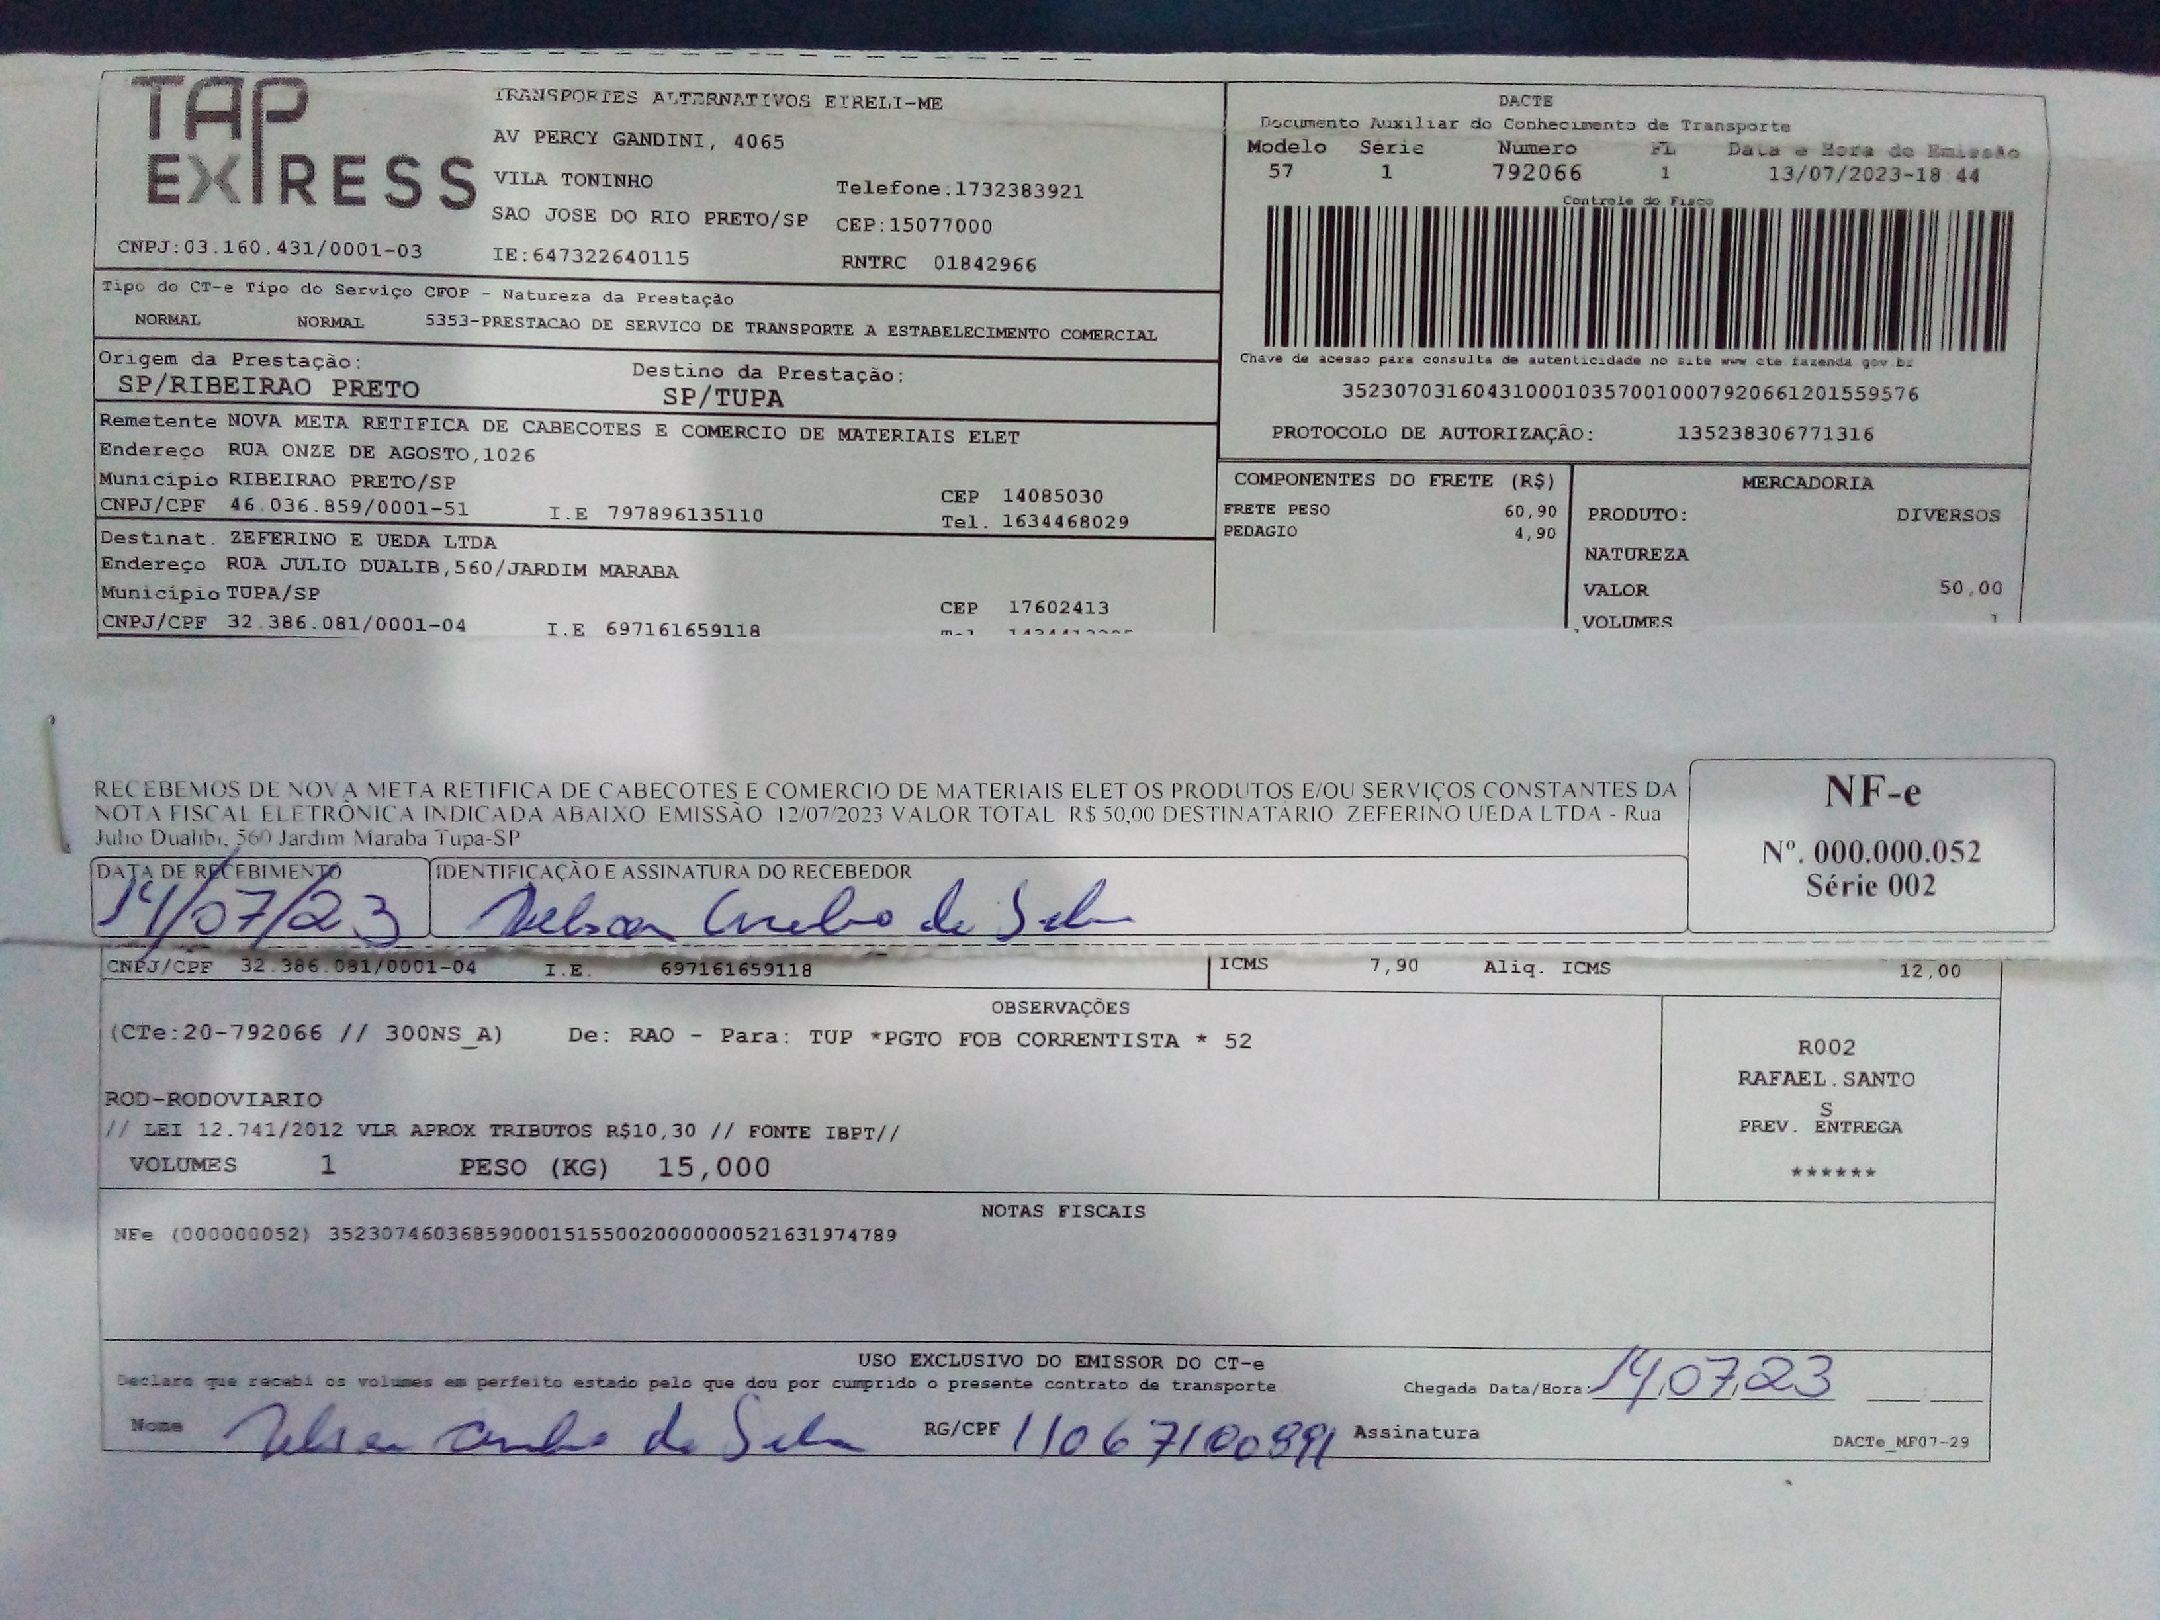 TAP
EXPRESS
TRANSPORTES ALTERNATIVOS EIRELI-ME
AV PERCY GANDINI, 4065
VILA TONINHO
Telefone:1732383921
SAO JOSE DO RIO PRETO/SP CEP:15077000
CNPJ:03.160.431/0001-03
IE:647322640115
RNTRC 01842966
DACTE
Documento Auxiliar do Conhecimento de Transporte
Modelo Série Número FL Data e Hora de Emissão
57 1 792066 1 13/07/2023-18 44
Controle do Fisco
Chave de acesso para consulta de autenticidade no site www cte fazenda gov br
35230703160431000103570010007920661201559576
PROTOCOLO DE AUTORIZAÇÃO: 135238306771316
Tipo do CT-e Tipo do Serviço CFOP - Natureza da Prestação
NORMAL NORMAL 5353-PRESTACAO DE SERVICO DE TRANSPORTE A ESTABELECIMENTO COMERCIAL
Origem da Prestação:
SP/RIBEIRAO PRETO
Destino da Prestação:
SP/TUPA
Remetente NOVA META RETIFICA DE CABECOTES E COMERCIO DE MATERIAIS ELET
Endereço RUA ONZE DE AGOSTO,1026
Município RIBEIRAO PRETO/SP
CEP 14085030
CNPJ/CPF 46.036.859/0001-51 I.E 797896135110 Tel. 1634468029
Destinat. ZEFERINO E UEDA LTDA
Endereço RUA JULIO DUALIB,560/JARDIM MARABA
Município TUPA/SP
CEP 17602413
CNPJ/CPF 32.386.081/0001-04 I.E 697161659118
COMPONENTES DO FRETE (R$)
FRETE PESO 60,90
PEDAGIO 4,90
MERCADORIA
PRODUTO: DIVERSOS
NATUREZA
VALOR 50,00
VOLUMES 1
RECEBEMOS DE NOVA META RETIFICA DE CABECOTES E COMERCIO DE MATERIAIS ELET OS PRODUTOS E/OU SERVIÇOS CONSTANTES DA
NOTA FISCAL ELETRÔNICA INDICADA ABAIXO EMISSÃO 12/07/2023 VALOR TOTAL R$ 50,00 DESTINATÁRIO ZEFERINO UEDA LTDA - Rua
Julio Dualibi, 560 Jardim Maraba Tupa-SP
NF-e
Nº. 000.000.052
Série 002
DATA DE RECEBIMENTO
14/07/23
IDENTIFICAÇÃO E ASSINATURA DO RECEBEDOR
da Silva
CNPJ/CPF 32.386.081/0001-04 I.E. 697161659118
ICMS 7,90 Aliq. ICMS 12,00
OBSERVAÇÕES
(CTe:20-792066 // 300NS_A) De: RAO - Para: TUP *PGTO FOB CORRENTISTA * 52
ROD-RODOVIARIO
// LEI 12.741/2012 VLR APROX TRIBUTOS R$10,30 // FONTE IBPT//
VOLUMES 1 PESO (KG) 15,000
R002
RAFAEL.SANTO
S
PREV. ENTREGA
******
NOTAS FISCAIS
NFe (000000052) 35230746036859000151550020000000521631974789
USO EXCLUSIVO DO EMISSOR DO CT-e
Declaro que recebi os volumes em perfeito estado pelo que dou por cumprido o presente contrato de transporte
Chegada Data/Hora: 14,07,23
Nome da Silva RG/CPF Assinatura
DACTe_MF07-29